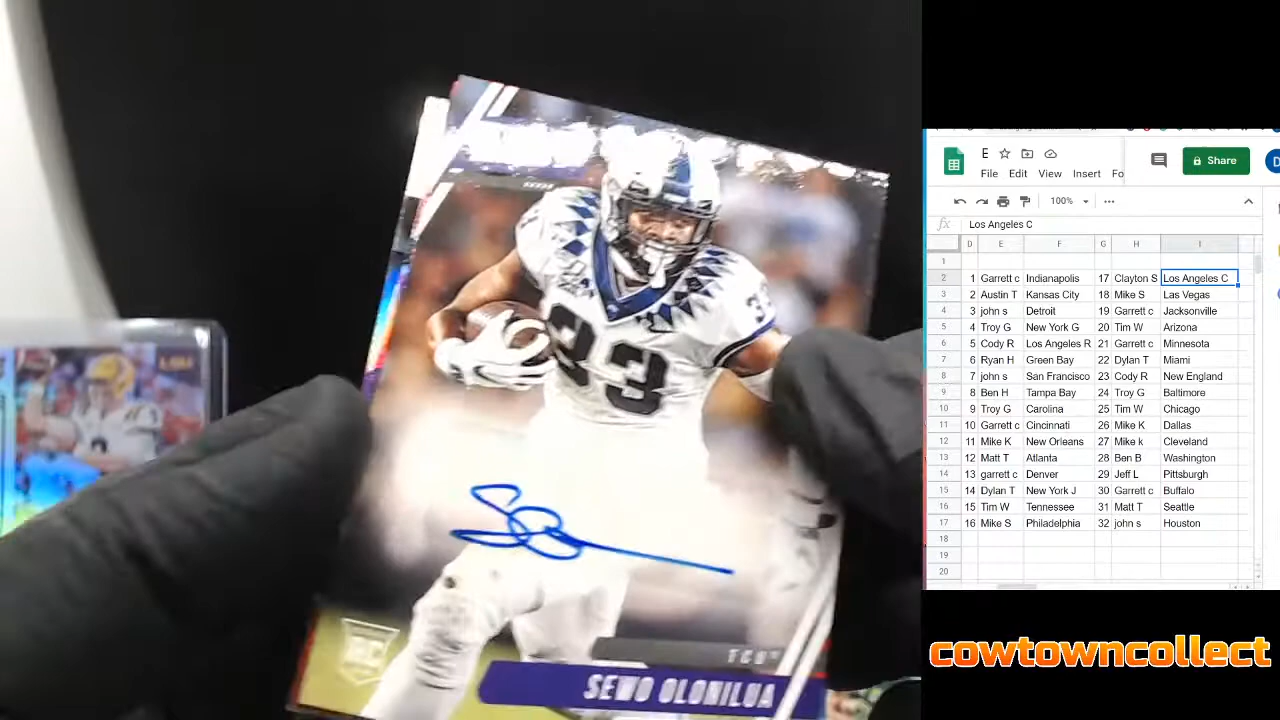 33
3
TCU
SEWO OLONILUA
RC
LSU
E
Share
D
File Edit View Insert Fo
100%
fx Los Angeles C
D E F G H I
1
2 1 Garrett c Indianapolis 17 Clayton S Los Angeles C
3 2 Austin T Kansas City 18 Mike S Las Vegas
4 3 john s Detroit 19 Garrett c Jacksonville
5 4 Troy G New York G 20 Tim W Arizona
6 5 Cody R Los Angeles R 21 Garrett c Minnesota
7 6 Ryan H Green Bay 22 Dylan T Miami
8 7 john s San Francisco 23 Cody R New England
9 8 Ben H Tampa Bay 24 Troy G Baltimore
10 9 Troy G Carolina 25 Tim W Chicago
11 10 Garrett c Cincinnati 26 Mike K Dallas
12 11 Mike K New Orleans 27 Mike k Cleveland
13 12 Matt T Atlanta 28 Ben B Washington
14 13 garrett c Denver 29 Jeff L Pittsburgh
15 14 Dylan T New York J 30 Garrett c Buffalo
16 15 Tim W Tennessee 31 Matt T Seattle
17 16 Mike S Philadelphia 32 john s Houston
18
19
20
cowtowncollect